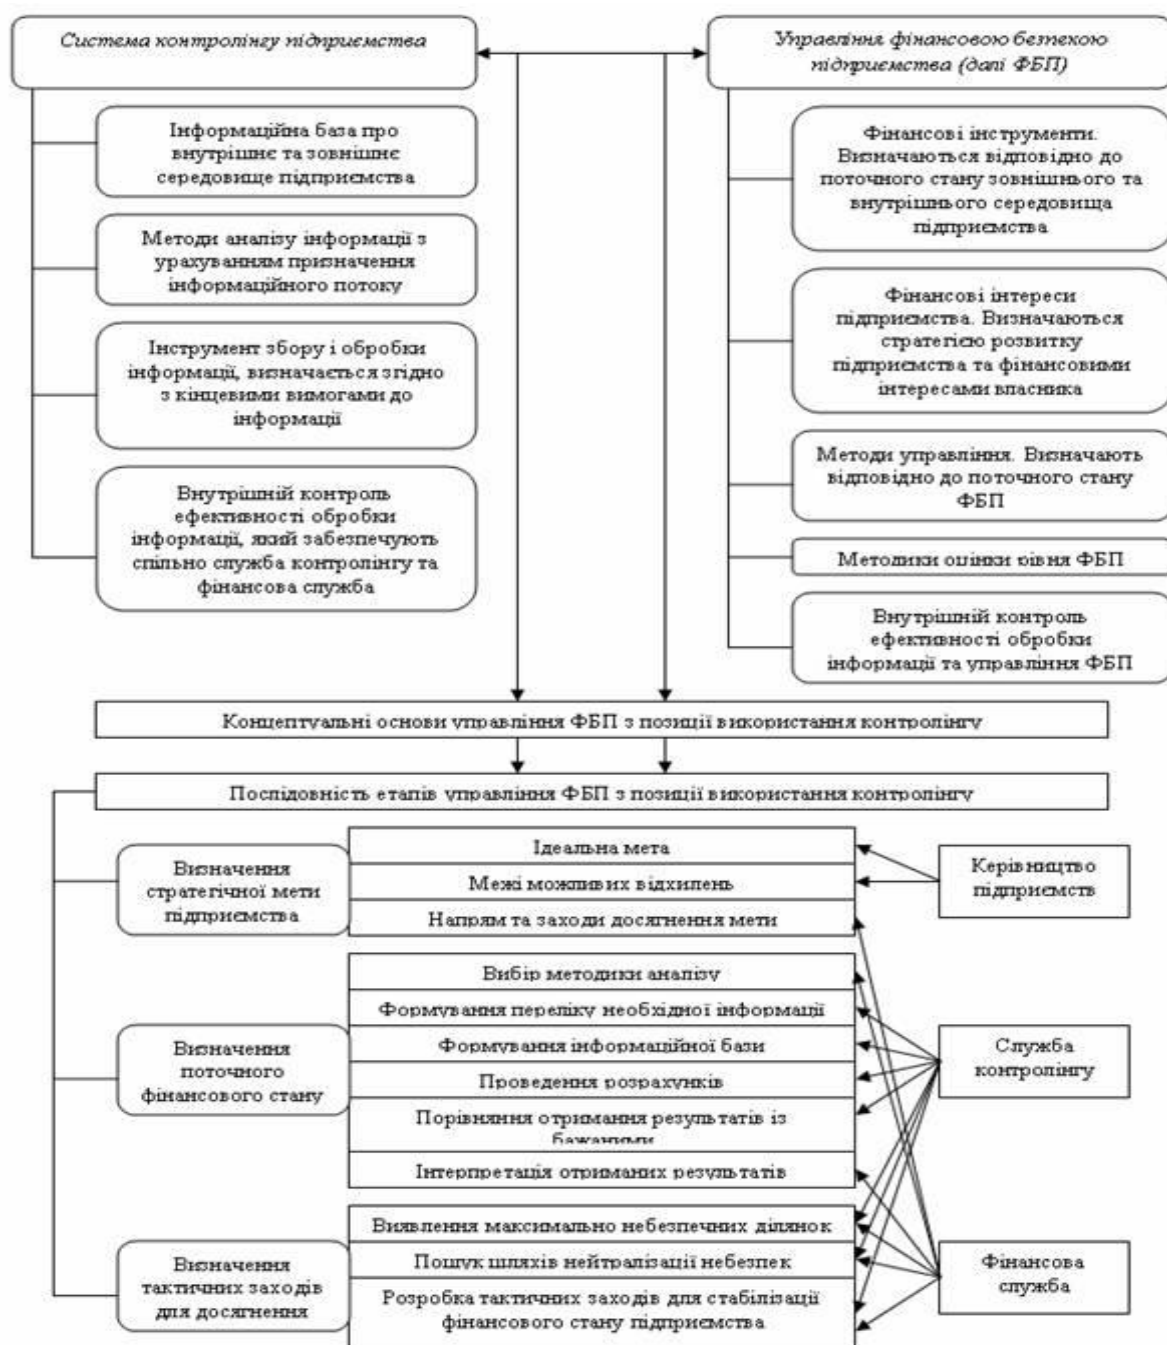 Система контролінгу підприємства
Управління фінансовою безпекою
підприємства (далі ФБП)
Інформаційна база про
внутрішнє та зовнішнє
середовище підприємства
Методи аналізу інформації з
урахуванням призначення
інформаційного потоку
Інструмент збору і обробки
інформації, визначається згідно
з кінцевими вимогами до
інформації
Внутрішній контроль
ефективності обробки
інформації, який забезпечують
спільно служба контролінгу та
фінансова служба
Фінансові інструменти.
Визначаються відповідно до
поточного стану зовнішнього та
внутрішнього середовища
підприємства
Фінансові інтереси
підприємства. Визначаються
стратегією розвитку
підприємства та фінансовими
інтересами власника
Методи управління. Визначають
відповідно до поточного стану
ФБП
Методики оцінки рівня ФБП
Внутрішній контроль
ефективності обробки
інформації та управління ФБП
Концептуальні основи управління ФБП з позиції використання контролінгу
Послідовність етапів управління ФБП з позиції використання контролінгу
Визначення
стратегічної мети
підприємства
Ідеальна мета
Межі можливих відхилень
Напрям та заходи досягнення мети
Керівництво
підприємств
Визначення
поточного
фінансового стану
Вибір методики аналізу
Формування переліку необхідної інформації
Формування інформаційної бази
Проведення розрахунків
Порівняння отримання результатів із
бажаними
Інтерпретація отриманих результатів
Служба
контролінгу
Визначення
тактичних заходів
для досягнення
Виявлення максимально небезпечних ділянок
Пошук шляхів нейтралізації небезпек
Розробка тактичних заходів для стабілізації
фінансового стану підприємства
Фінансова
служба